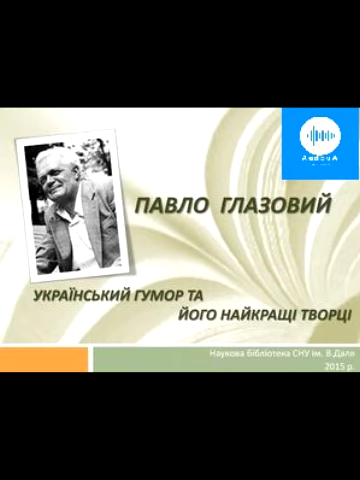 ПАВЛО ГЛАЗОВИЙ
УКРАЇНСЬКИЙ ГУМОР ТА
ЙОГО НАЙКРАЩІ ТВОРЦІ
Наукова бібліотека СНУ ім. В.Даля
2015 р.